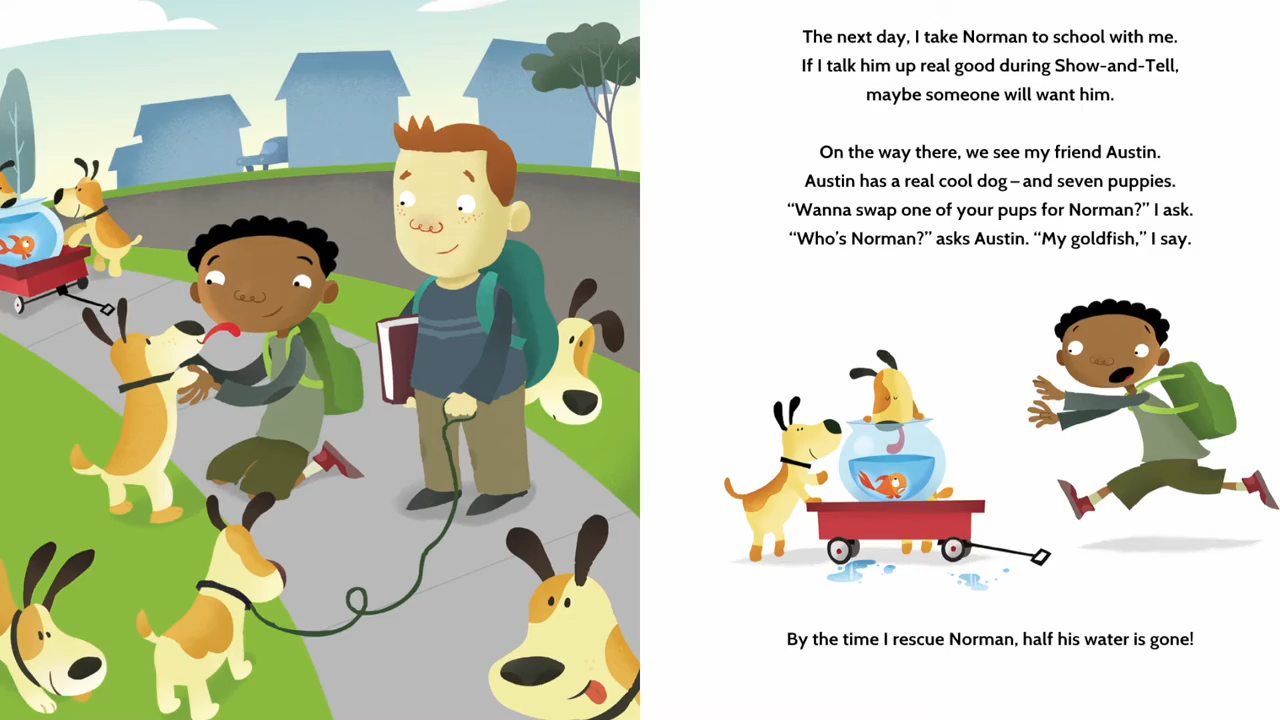 The next day, I take Norman to school with me.
If I talk him up real good during Show-and-Tell,
maybe someone will want him.
On the way there, we see my friend Austin.
Austin has a real cool dog – and seven puppies.
“Wanna swap one of your pups for Norman?” I ask.
“Who’s Norman?” asks Austin. “My goldfish,” I say.
By the time I rescue Norman, half his water is gone!